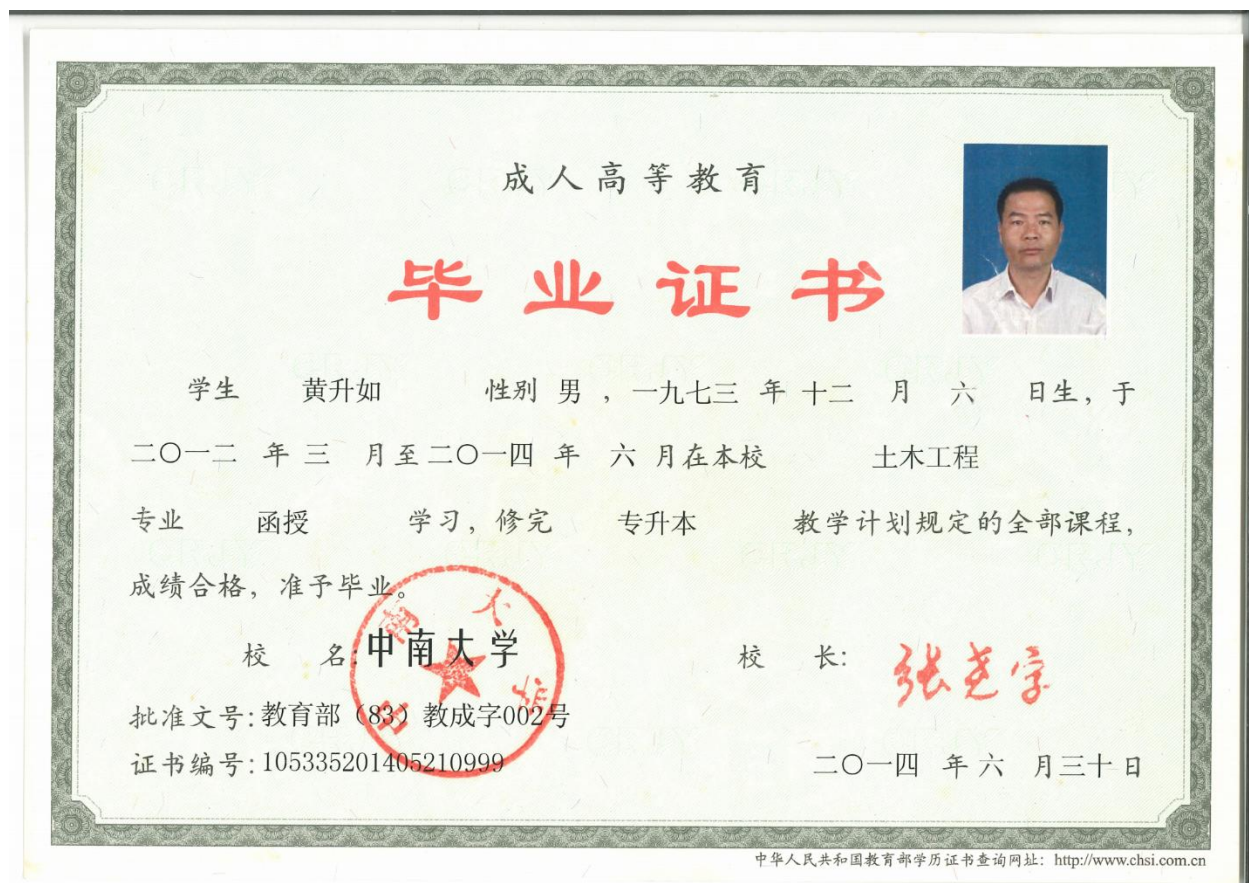 成人高等教育
毕业证书
学生 黄升如 性别 男 ，一九七三 年 十二 月 六 日生，于
二〇一二 年 三 月至二〇一四 年 六 月在本校 土木工程
专业 函授 学习，修完 专升本 教学计划规定的全部课程，
成绩合格，准予毕业。
校 名:中南大学 校 长: 张尧学
批准文号:教育部（83）教成字002号
证书编号:105335201405210999 二〇一四 年 六 月三十日
中南大学
中华人民共和国教育部学历证书查询网址：http://www.chsi.com.cn